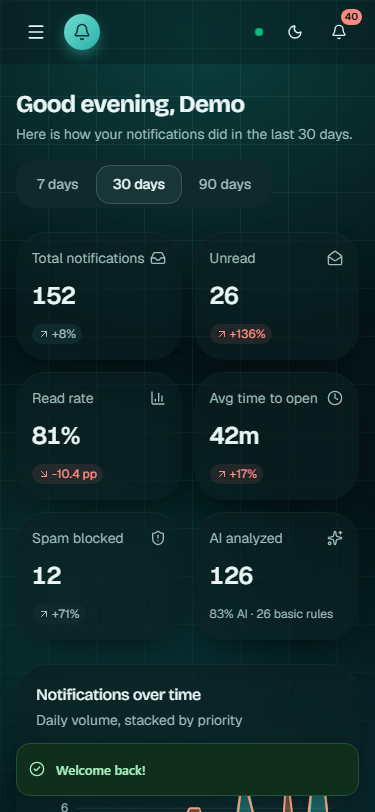 40
Good evening, Demo
Here is how your notifications did in the last 30 days.
7 days
30 days
90 days
Total notifications
152
+8%
Unread
26
+136%
Read rate
81%
-10.4 pp
Avg time to open
42m
+17%
Spam blocked
12
+71%
AI analyzed
126
83% AI · 26 basic rules
Notifications over time
Daily volume, stacked by priority
Welcome back!
6